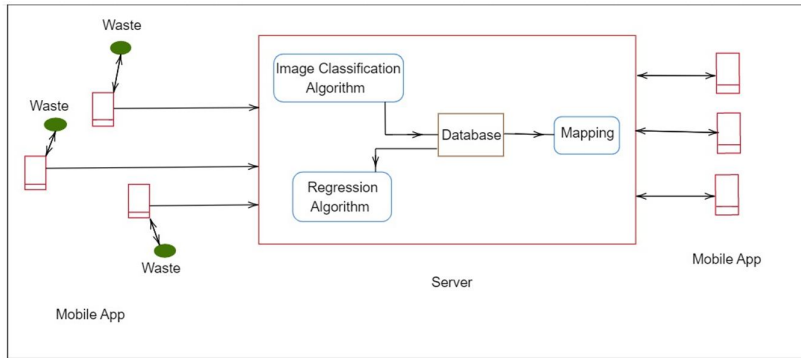 Waste
Waste
Waste
Mobile App
Image Classification
Algorithm
Database
Mapping
Regression
Algorithm
Server
Mobile App